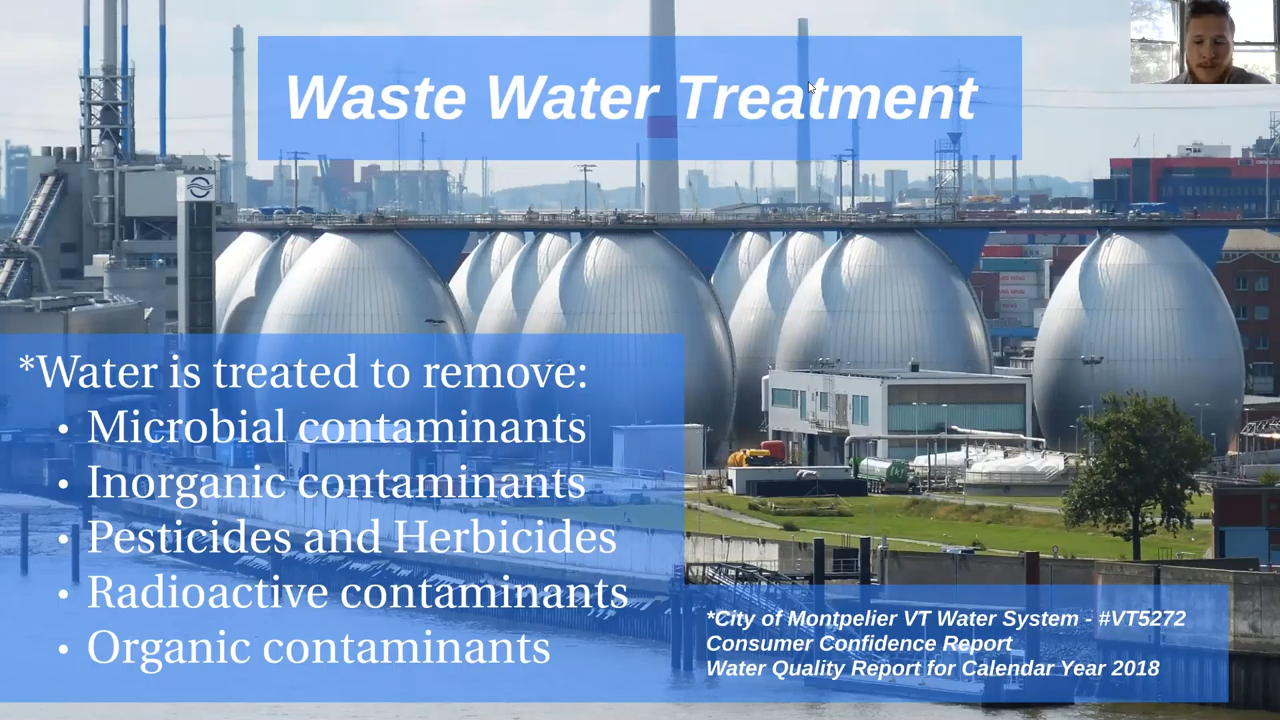 Waste Water Treatment
*Water is treated to remove:
• Microbial contaminants
• Inorganic contaminants
• Pesticides and Herbicides
• Radioactive contaminants
• Organic contaminants
*City of Montpelier VT Water System - #VT5272
Consumer Confidence Report
Water Quality Report for Calendar Year 2018